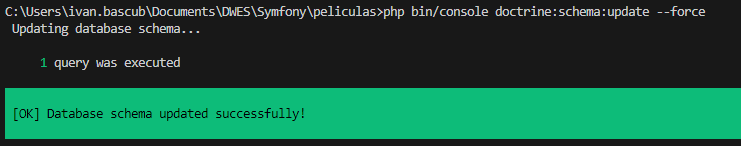 C:\Users\ivan.bascub\Documents\DWES\Symfony\peliculas>php bin/console doctrine:schema:update --force
Updating database schema...
1 query was executed
[OK] Database schema updated successfully!